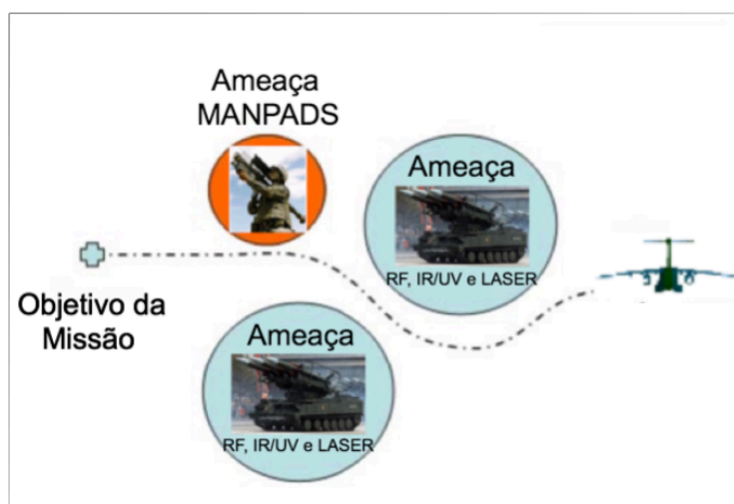 Ameaça
MANPADS
Ameaça
RF, IR/UV e LASER
Objetivo da
Missão
Ameaça
RF, IR/UV e LASER